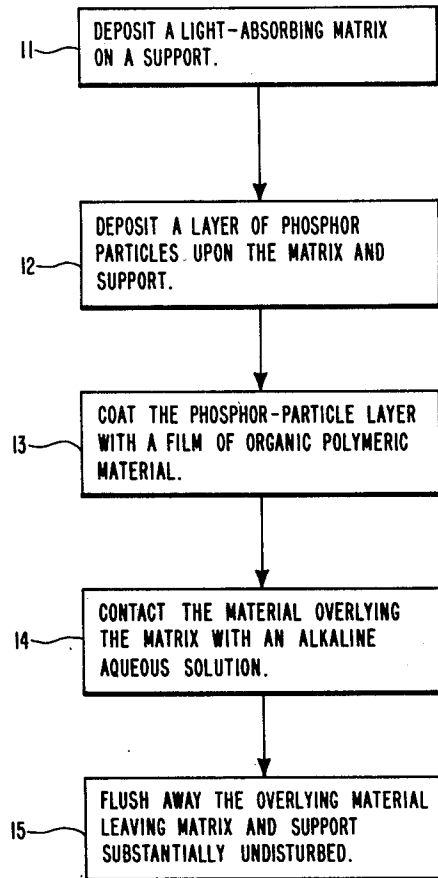 11
DEPOSIT A LIGHT-ABSORBING MATRIX
ON A SUPPORT.
12
DEPOSIT A LAYER OF PHOSPHOR
PARTICLES UPON THE MATRIX AND
SUPPORT.
13
COAT THE PHOSPHOR-PARTICLE LAYER
WITH A FILM OF ORGANIC POLYMERIC
MATERIAL.
14
CONTACT THE MATERIAL OVERLYING
THE MATRIX WITH AN ALKALINE
AQUEOUS SOLUTION.
15
FLUSH AWAY THE OVERLYING MATERIAL
LEAVING MATRIX AND SUPPORT
SUBSTANTIALLY UNDISTURBED.